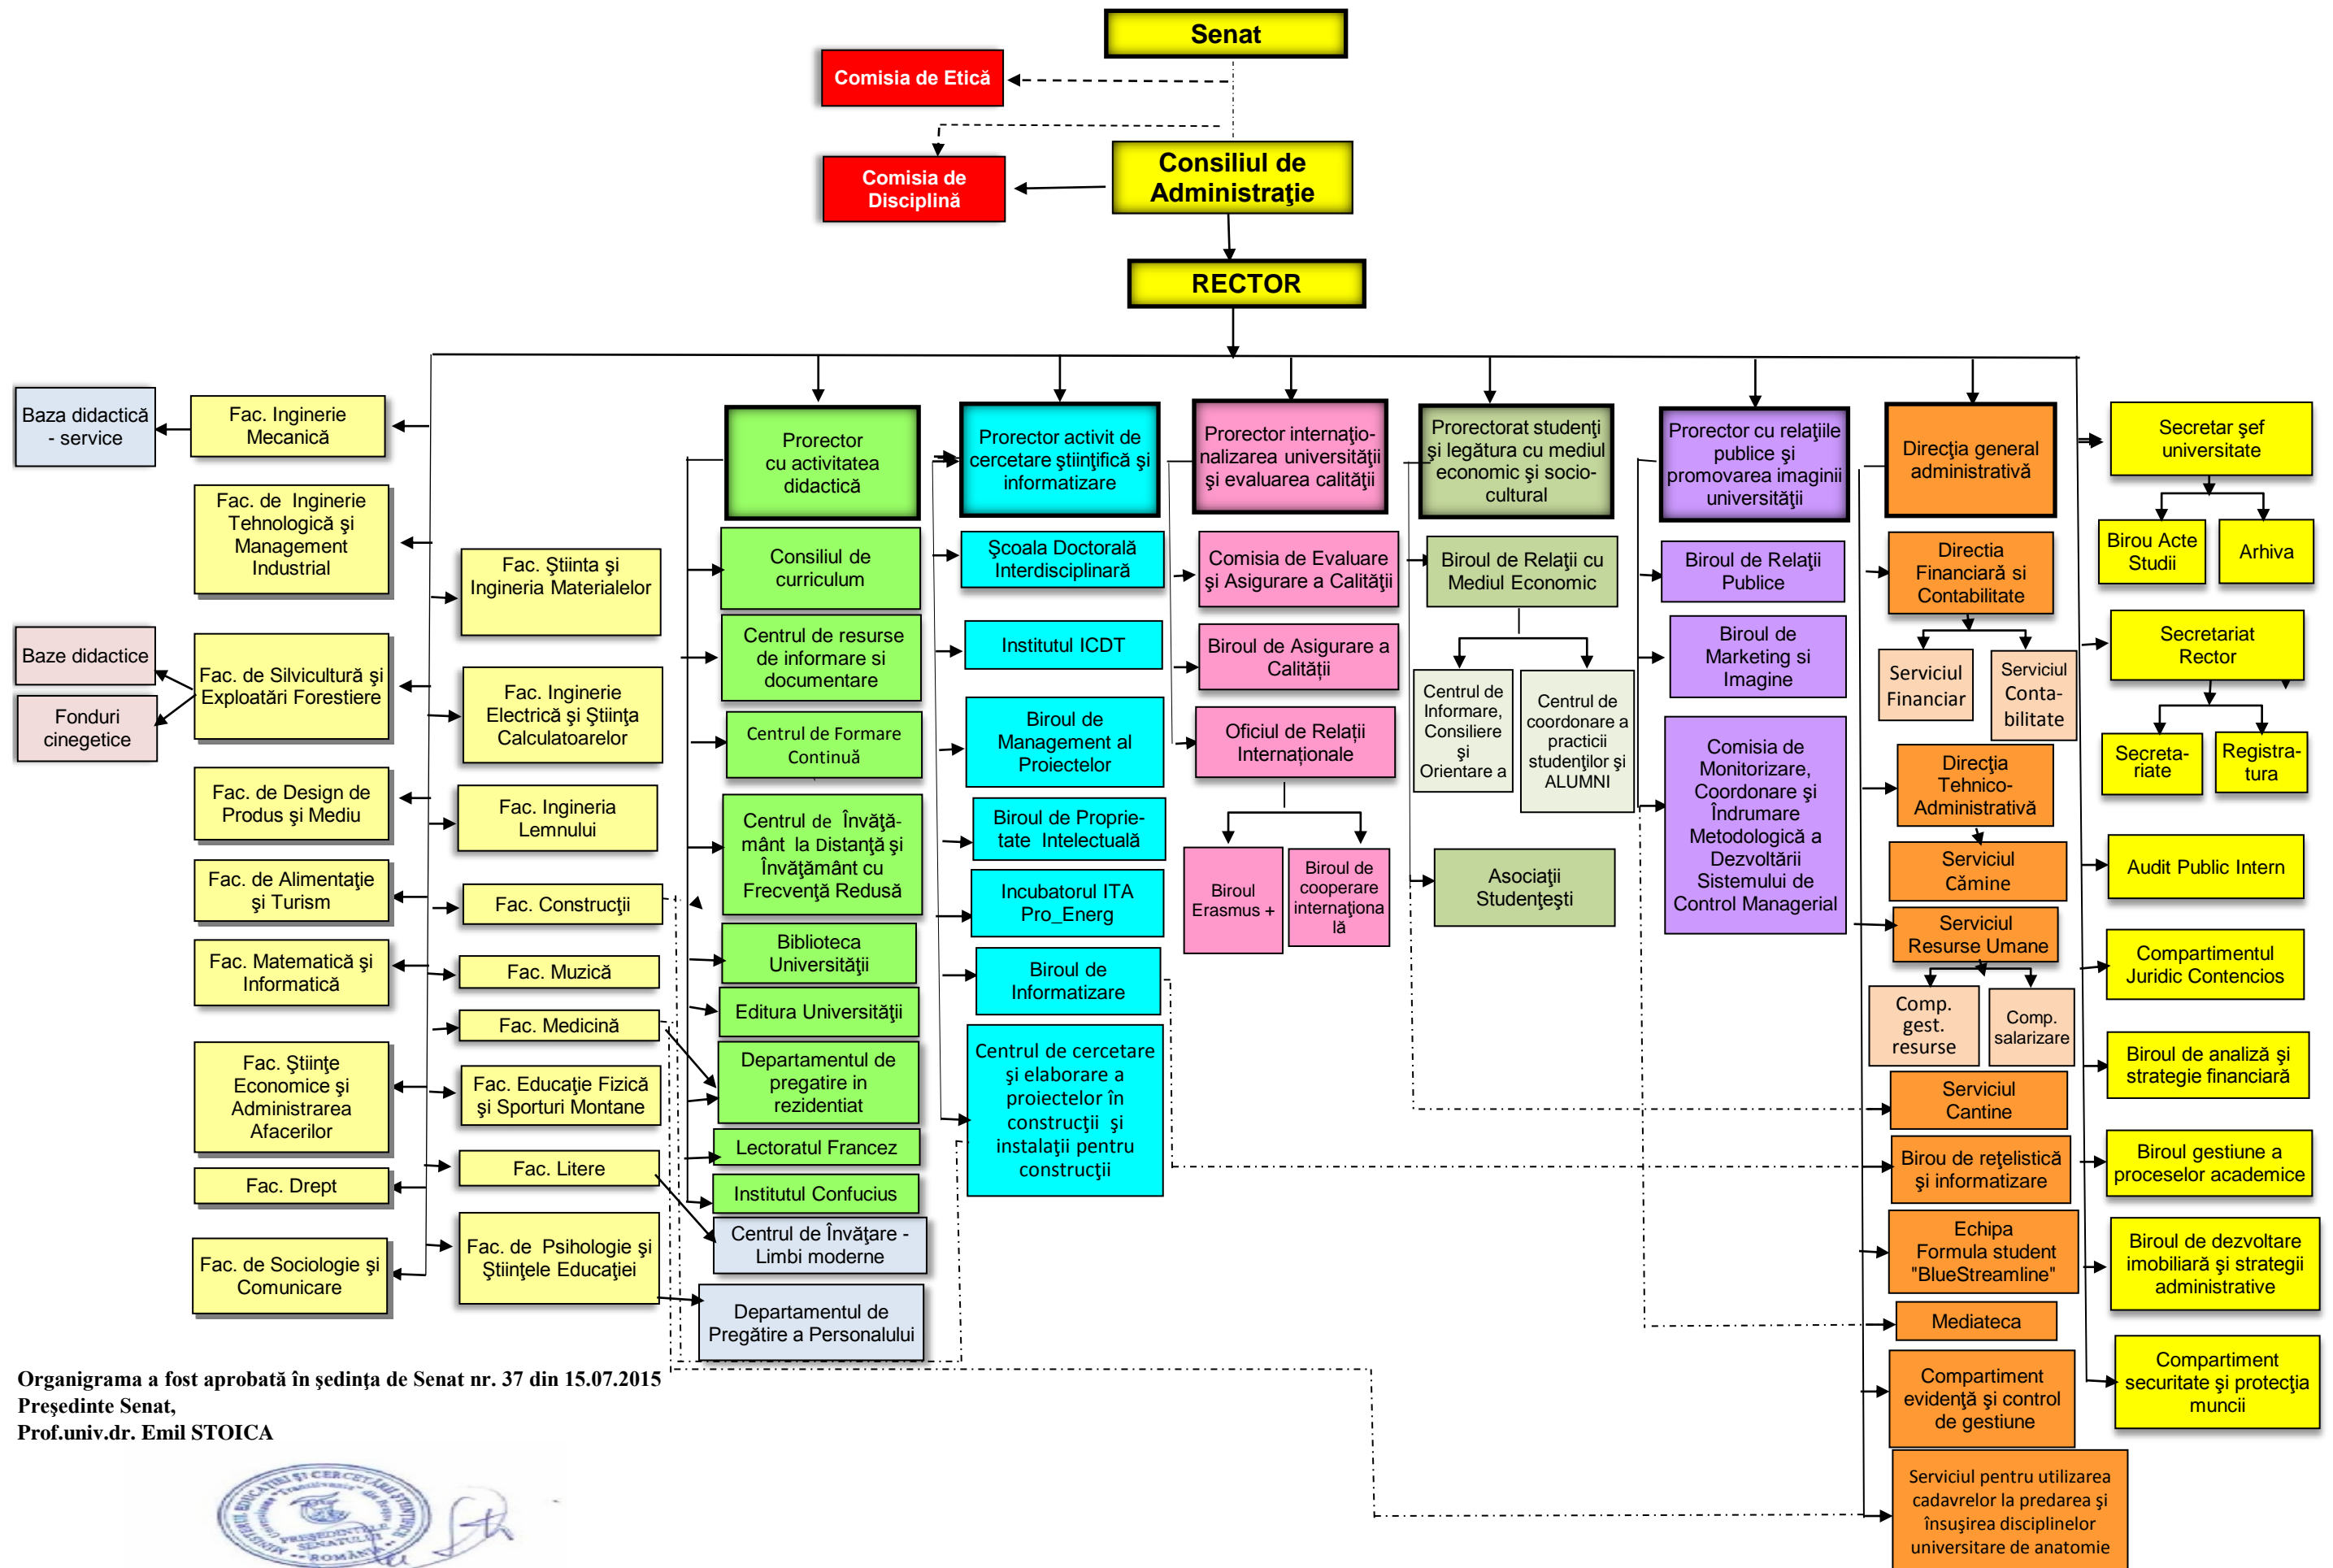 Senat
Comisia de Etică
Comisia de
Disciplină
Consiliul de
Administraţie
RECTOR
Baza didactică
- service
Fac. Inginerie
Mecanică
Fac. de Inginerie
Tehnologică şi
Management
Industrial
Baze didactice
Fonduri
cinegetice
Fac. de Silvicultură şi
Exploatări Forestiere
Fac. de Design de
Produs şi Mediu
Fac. de Alimentaţie
şi Turism
Fac. Matematică şi
Informatică
Fac. Ştiinţe
Economice şi
Administrarea
Afacerilor
Fac. Drept
Fac. de Sociologie şi
Comunicare
Fac. Ştiinta şi
Ingineria Materialelor
Fac. Inginerie
Electrică şi Ştiinţa
Calculatoarelor
Fac. Ingineria
Lemnului
Fac. Construcţii
Fac. Muzică
Fac. Medicină
Fac. Educaţie Fizică
şi Sporturi Montane
Fac. Litere
Fac. de Psihologie şi
Ştiinţele Educaţiei
Prorector
cu activitatea
didactică
Consiliul de
curriculum
Centrul de resurse
de informare si
documentare
Centrul de Formare
Continuă
Centrul de Învăţă-
mânt la Distanţă şi
Învăţământ cu
Frecvenţă Redusă
Biblioteca
Universităţii
Editura Universităţii
Departamentul de
pregatire in
rezidentiat
Lectoratul Francez
Institutul Confucius
Centrul de Învăţare -
Limbi moderne
Departamentul de
Pregătire a Personalului
Prorector activit de
cercetare ştiinţifică şi
informatizare
Şcoala Doctorală
Interdisciplinară
Institutul ICDT
Biroul de
Management al
Proiectelor
Biroul de Proprie-
tate Intelectuală
Incubatorul ITA
Pro_Energ
Biroul de
Informatizare
Centrul de cercetare
şi elaborare a
proiectelor în
construcţii şi
instalaţii pentru
construcţii
Prorector internaţio-
nalizarea universităţii
şi evaluarea calităţii
Comisia de Evaluare
şi Asigurare a Calităţii
Biroul de Asigurare a
Calităţii
Oficiul de Relaţii
Internaţionale
Biroul
Erasmus +
Biroul de
cooperare
internaţiona
lă
Prorectorat studenţi
şi legătura cu mediul
economic şi socio-
cultural
Biroul de Relaţii cu
Mediul Economic
Centrul de
Informare,
Consiliere
şi
Orientare a
Centrul de
coordonare a
practicii
studenţilor şi
ALUMNI
Asociaţii
Studenţeşti
Prorector cu relaţiile
publice şi
promovarea imaginii
universităţii
Biroul de Relaţii
Publice
Biroul de
Marketing si
Imagine
Comisia de
Monitorizare,
Coordonare şi
Îndrumare
Metodologică a
Dezvoltării
Sistemului de
Control Managerial
Direcţia general
administrativă
Directia
Financiară si
Contabilitate
Serviciul
Financiar
Serviciul
Conta-
bilitate
Direcţia
Tehnico-
Administrativă
Serviciul
Cămine
Serviciul
Resurse Umane
Comp.
gest.
resurse
Comp.
salarizare
Serviciul
Cantine
Birou de reţelistică
şi informatizare
Echipa
Formula student
"BlueStreamline"
Mediateca
Compartiment
evidenţă şi control
de gestiune
Serviciul pentru utilizarea
cadavrelor la predarea şi
însuşirea disciplinelor
universitare de anatomie
Secretar şef
universitate
Birou Acte
Studii
Arhiva
Secretariat
Rector
Secreta-
riate
Registra-
tura
Audit Public Intern
Compartimentul
Juridic Contencios
Biroul de analiză şi
strategie financiară
Biroul gestiune a
proceselor academice
Biroul de dezvoltare
imobiliară şi strategii
administrative
Compartiment
securitate şi protecţia
muncii
Organigrama a fost aprobată în şedinţa de Senat nr. 37 din 15.07.2015
Preşedinte Senat,
Prof.univ.dr. Emil STOICA
PREŞEDINTELE
SENATULUI
ROMÂNIA